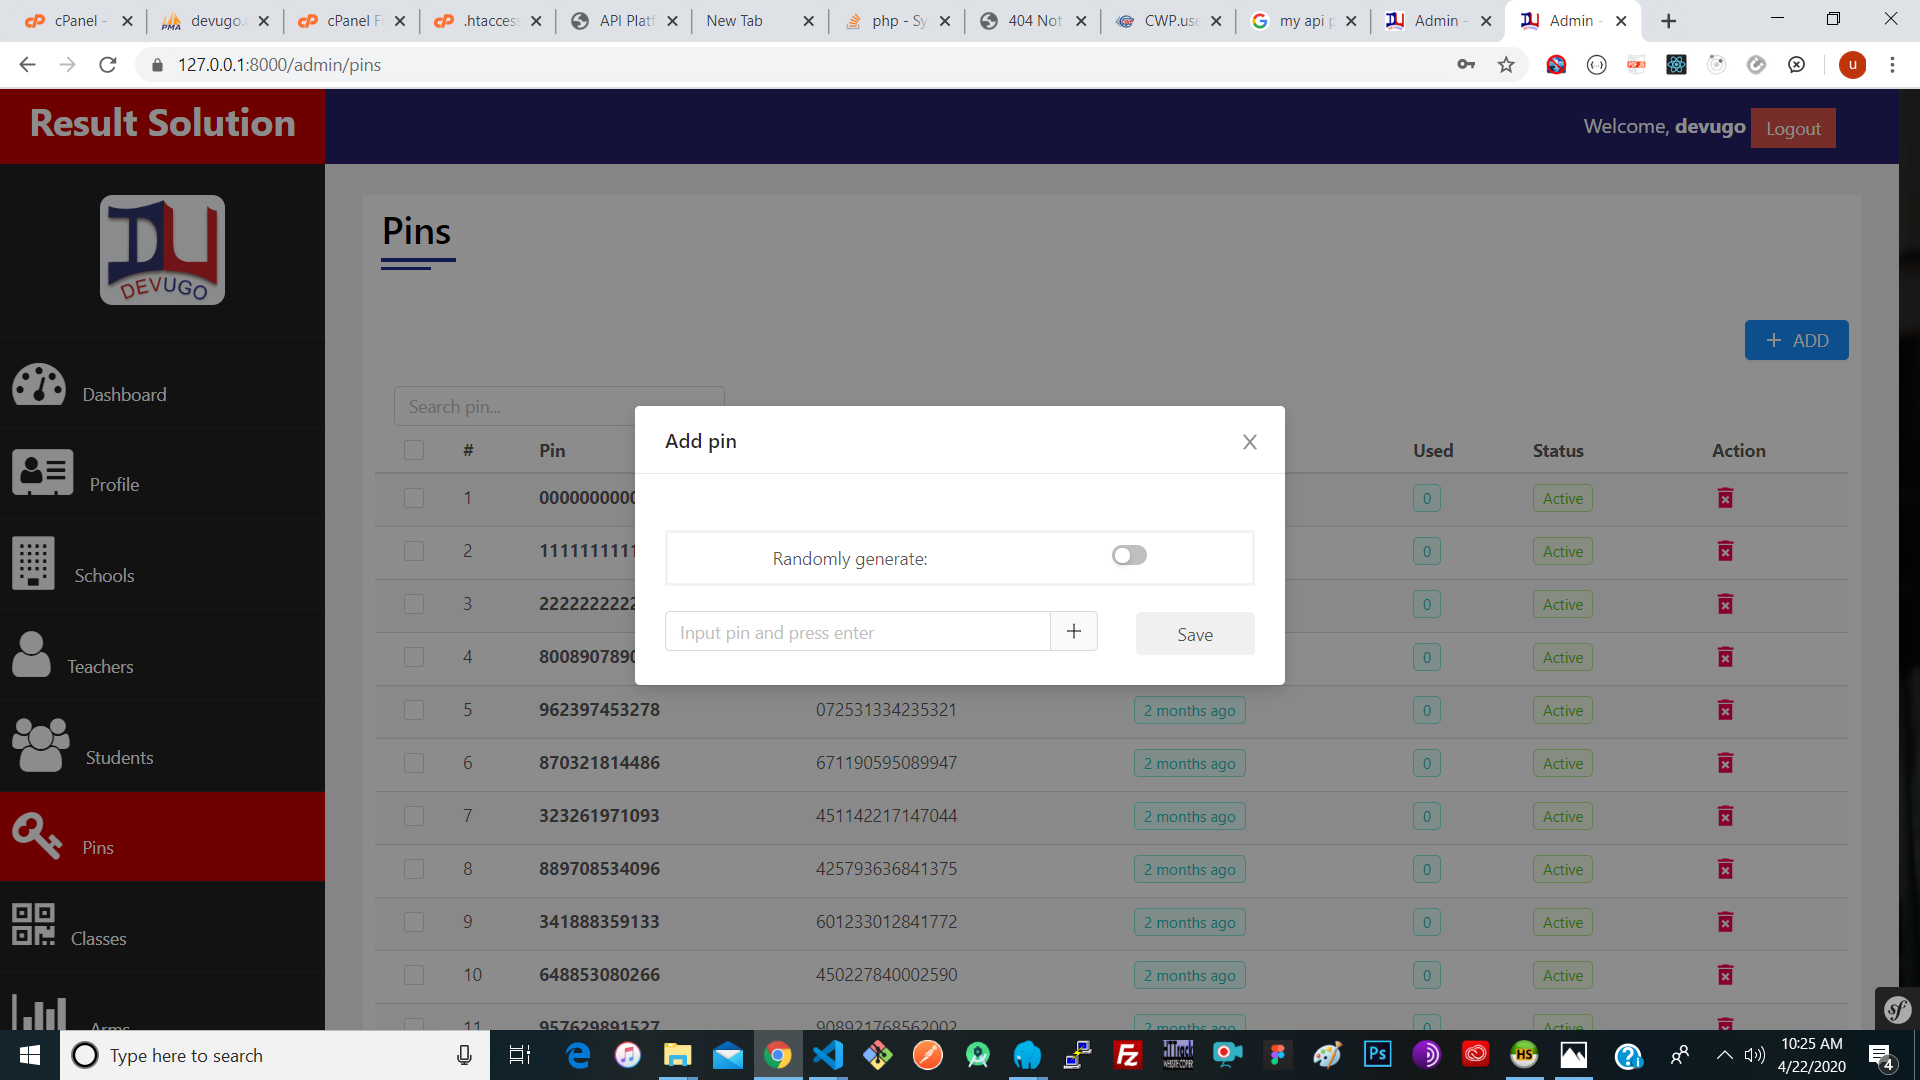 cPanel -
devugo.c
cPanel Fi
.htacces
API Platf
New Tab
php - Sy
404 Not
CWP.use
my api p
Admin -
Admin -
127.0.0.1:8000/admin/pins
u
Result Solution
Welcome, devugo Logout
DEVUGO
Pins
+ ADD
Dashboard
Profile
Schools
Teachers
Students
Pins
Classes
Arms
Search pin...
# Pin Used Status Action
1 0000000000 0 Active
2 1111111111 0 Active
3 2222222222 0 Active
4 8008907890 0 Active
5 962397453278 072531334235321 2 months ago 0 Active
6 870321814486 671190595089947 2 months ago 0 Active
7 323261971093 451142217147044 2 months ago 0 Active
8 889708534096 425793636841375 2 months ago 0 Active
9 341888359133 601233012841772 2 months ago 0 Active
10 648853080266 450227840002590 2 months ago 0 Active
11 957629891527 908921768562002 2 months ago 0 Active
Add pin
Randomly generate:
Input pin and press enter + Save
Type here to search
10:25 AM
4/22/2020
4